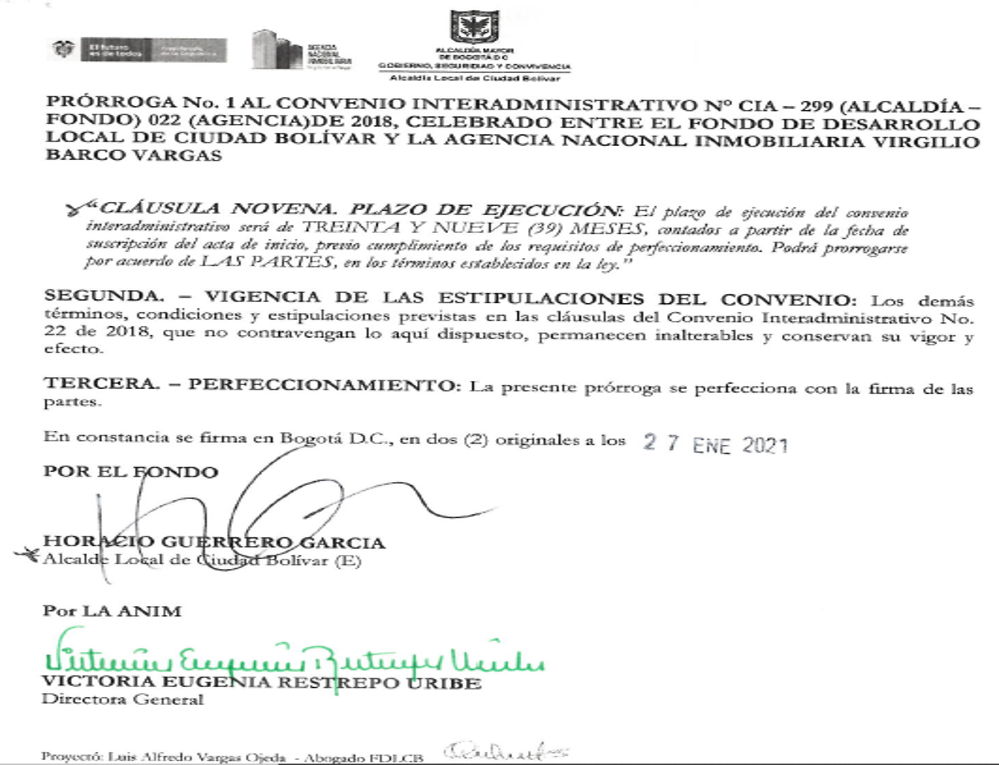 El futuro
es de todos
AGENCIA
NACIONAL
INMOBILIARIA
ALCALDÍA MAYOR
DE BOGOTÁ D.C.
GOBIERNO, SEGURIDAD Y CONVIVENCIA
Alcaldía Local de Ciudad Bolívar
PRÓRROGA No. 1 AL CONVENIO INTERADMINISTRATIVO Nº CIA – 299 (ALCALDÍA –
FONDO) 022 (AGENCIA)DE 2018, CELEBRADO ENTRE EL FONDO DE DESARROLLO
LOCAL DE CIUDAD BOLÍVAR Y LA AGENCIA NACIONAL INMOBILIARIA VIRGILIO
BARCO VARGAS
“CLÁUSULA NOVENA. PLAZO DE EJECUCIÓN: El plazo de ejecución del convenio
interadministrativo será de TREINTA Y NUEVE (39) MESES, contados a partir de la fecha de
suscripción del acta de inicio, previo cumplimiento de los requisitos de perfeccionamiento. Podrá prorrogarse
por acuerdo de LAS PARTES, en los términos establecidos en la ley.”
SEGUNDA. – VIGENCIA DE LAS ESTIPULACIONES DEL CONVENIO: Los demás
términos, condiciones y estipulaciones previstas en las cláusulas del Convenio Interadministrativo No.
22 de 2018, que no contravengan lo aquí dispuesto, permanecen inalterables y conservan su vigor y
efecto.
TERCERA. – PERFECCIONAMIENTO: La presente prórroga se perfecciona con la firma de las
partes.
En constancia se firma en Bogotá D.C., en dos (2) originales a los 27 ENE 2021
POR EL FONDO
HORACIO GUERRERO GARCIA
Alcalde Local de Ciudad Bolívar (E)
Por LA ANIM
Victoria Eugenia Restrepo Uribe
VICTORIA EUGENIA RESTREPO URIBE
Directora General
Proyectó: Luis Alfredo Vargas Ojeda - Abogado FDLCB